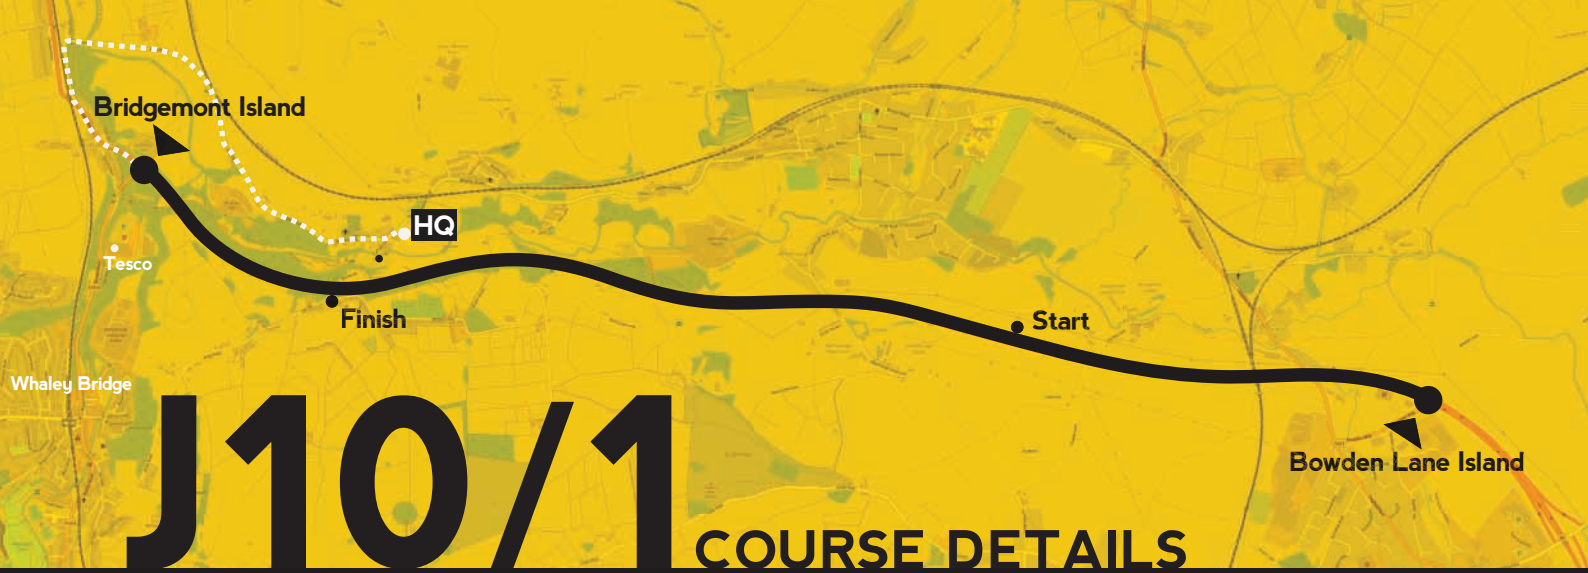 Bridgemont Island
HQ
Tesco
Finish
Start
Whaley Bridge
Bowden Lane Island
J10/1 COURSE DETAILS